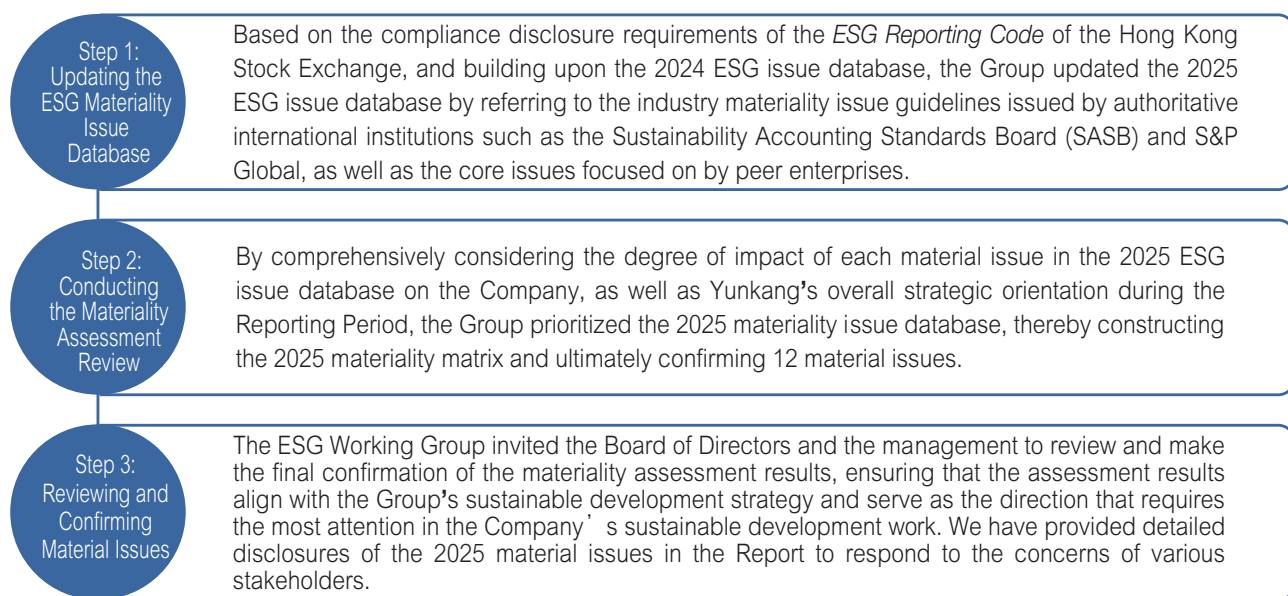 Step 1:
Updating the
ESG Materiality
Issue
Database
Based on the compliance disclosure requirements of the ESG Reporting Code of the Hong Kong
Stock Exchange, and building upon the 2024 ESG issue database, the Group updated the 2025
ESG issue database by referring to the industry materiality issue guidelines issued by authoritative
international institutions such as the Sustainability Accounting Standards Board (SASB) and S&P
Global, as well as the core issues focused on by peer enterprises.
Step 2:
Conducting
the Materiality
Assessment
Review
By comprehensively considering the degree of impact of each material issue in the 2025 ESG
issue database on the Company, as well as Yunkang's overall strategic orientation during the
Reporting Period, the Group prioritized the 2025 materiality issue database, thereby constructing
the 2025 materiality matrix and ultimately confirming 12 material issues.
Step 3:
Reviewing and
Confirming
Material Issues
The ESG Working Group invited the Board of Directors and the management to review and make
the final confirmation of the materiality assessment results, ensuring that the assessment results
align with the Group's sustainable development strategy and serve as the direction that requires
the most attention in the Company's sustainable development work. We have provided detailed
disclosures of the 2025 material issues in the Report to respond to the concerns of various
stakeholders.